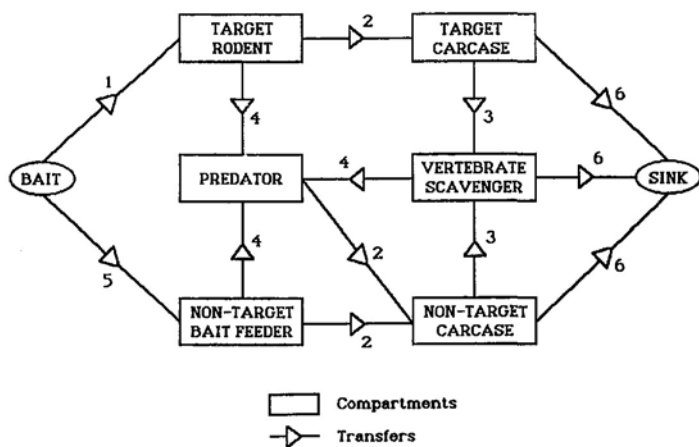 TARGET
RODENT
2
TARGET
CARCASE
1
4
3
6
BAIT
PREDATOR
4
VERTEBRATE
SCAVENGER
6
SINK
5
4
2
3
6
NON-TARGET
BAIT FEEDER
2
NON-TARGET
CARCASE
Compartments
Transfers